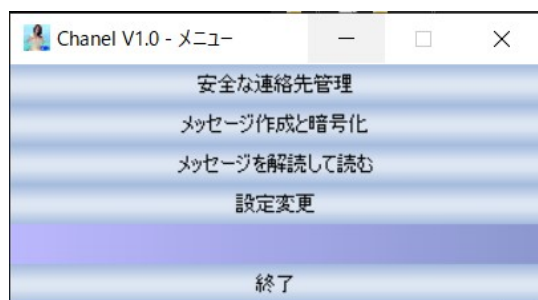 Chanel V1.0 - メニュー
安全な連絡先管理
メッセージ作成と暗号化
メッセージを解読して読む
設定変更
終了